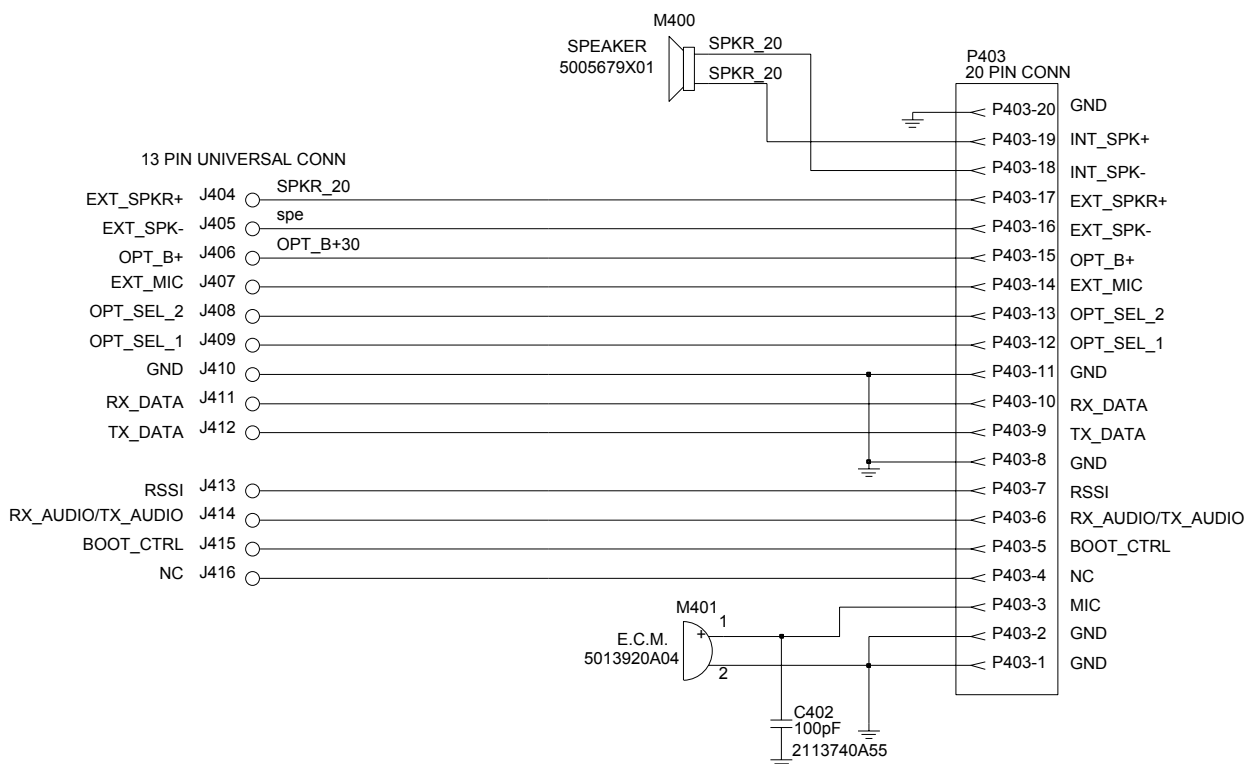 M400
SPEAKER
5005679X01
SPKR_20
SPKR_20
P403
20 PIN CONN
P403-20 GND
P403-19 INT_SPK+
P403-18 INT_SPK-
13 PIN UNIVERSAL CONN
EXT_SPKR+ J404 SPKR_20 P403-17 EXT_SPKR+
EXT_SPK- J405 spe P403-16 EXT_SPK-
OPT_B+ J406 OPT_B+30 P403-15 OPT_B+
EXT_MIC J407 P403-14 EXT_MIC
OPT_SEL_2 J408 P403-13 OPT_SEL_2
OPT_SEL_1 J409 P403-12 OPT_SEL_1
GND J410 P403-11 GND
RX_DATA J411 P403-10 RX_DATA
TX_DATA J412 P403-9 TX_DATA
P403-8 GND
RSSI J413 P403-7 RSSI
RX_AUDIO/TX_AUDIO J414 P403-6 RX_AUDIO/TX_AUDIO
BOOT_CTRL J415 P403-5 BOOT_CTRL
NC J416 P403-4 NC
P403-3 MIC
M401
1
+
P403-2 GND
E.C.M.
5013920A04
2
P403-1 GND
C402
100pF
2113740A55